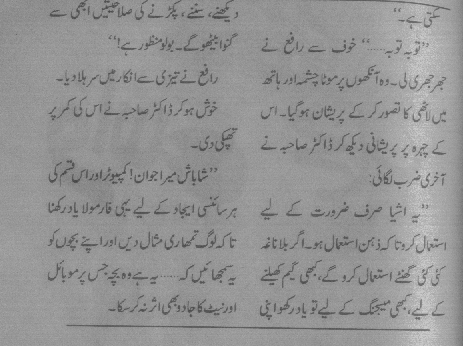 سکتی ہے۔“
”توبہ توبہ.....“ خوف سے رافع نے
جھرجھری لی۔ وہ آنکھوں پر موٹا چشمہ اور ہاتھ
میں لاٹھی کا تصور کر کے پریشان ہوگیا۔ اس
کے چہرہ پر پریشانی دیکھ کر ڈاکٹر صاحبہ نے
آخری ضرب لگائی:
”یہ اشیا صرف ضرورت کے لیے
استعمال کرو تاکہ ذہن استعمال ہو۔ اگر بلاناغہ
کئی کئی گھنٹے استعمال کرو گے، کبھی گیم کھیلنے
کے لیے، کبھی میسجنگ کے لیے تو یاد رکھو اپنی
دیکھنے، سننے، پکڑنے کی صلاحیتیں ابھی سے
گنوا بیٹھو گے۔ بولو منظور ہے!“
رافع نے تیزی سے انکار میں سر ہلا دیا۔
خوش ہو کر ڈاکٹر صاحبہ نے اس کی کمر پر
تھپکی دی۔
”شاباش میرا جوان! کمپیوٹر اور اس قسم کی
ہر سائنسی ایجاد کے لیے یہی فارمولا یاد رکھنا
تاکہ لوگ تمھاری مثال دیں اور اپنے بچوں کو
یہ سمجھائیں کہ ..... یہ ہے وہ بچہ جس پر موبائل
اور نیٹ کا جادو بھی اثر نہ کر سکا۔